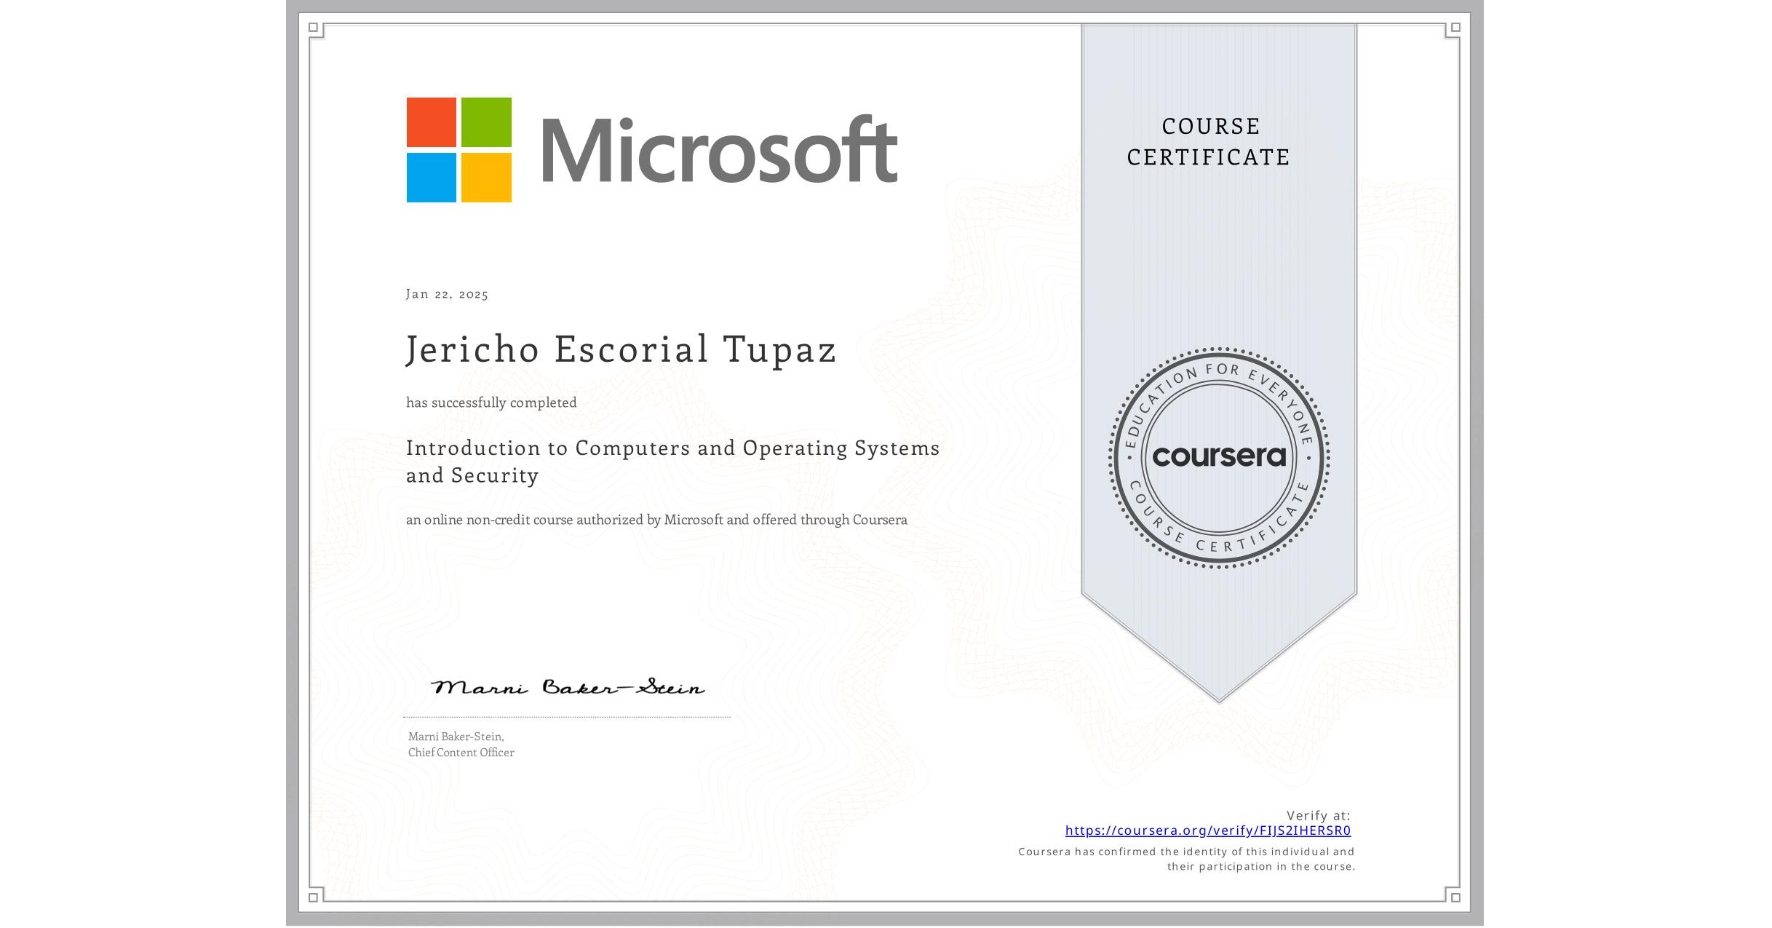 Microsoft
COURSE
CERTIFICATE
Jan 22, 2025
Jericho Escorial Tupaz
has successfully completed
Introduction to Computers and Operating Systems
and Security
an online non-credit course authorized by Microsoft and offered through Coursera
EDUCATION FOR EVERYONE
coursera
COURSE CERTIFICATE
Marni Baker-Stein
Marni Baker-Stein,
Chief Content Officer
Verify at:
https://coursera.org/verify/FIJS2IHERSR0
Coursera has confirmed the identity of this individual and
their participation in the course.